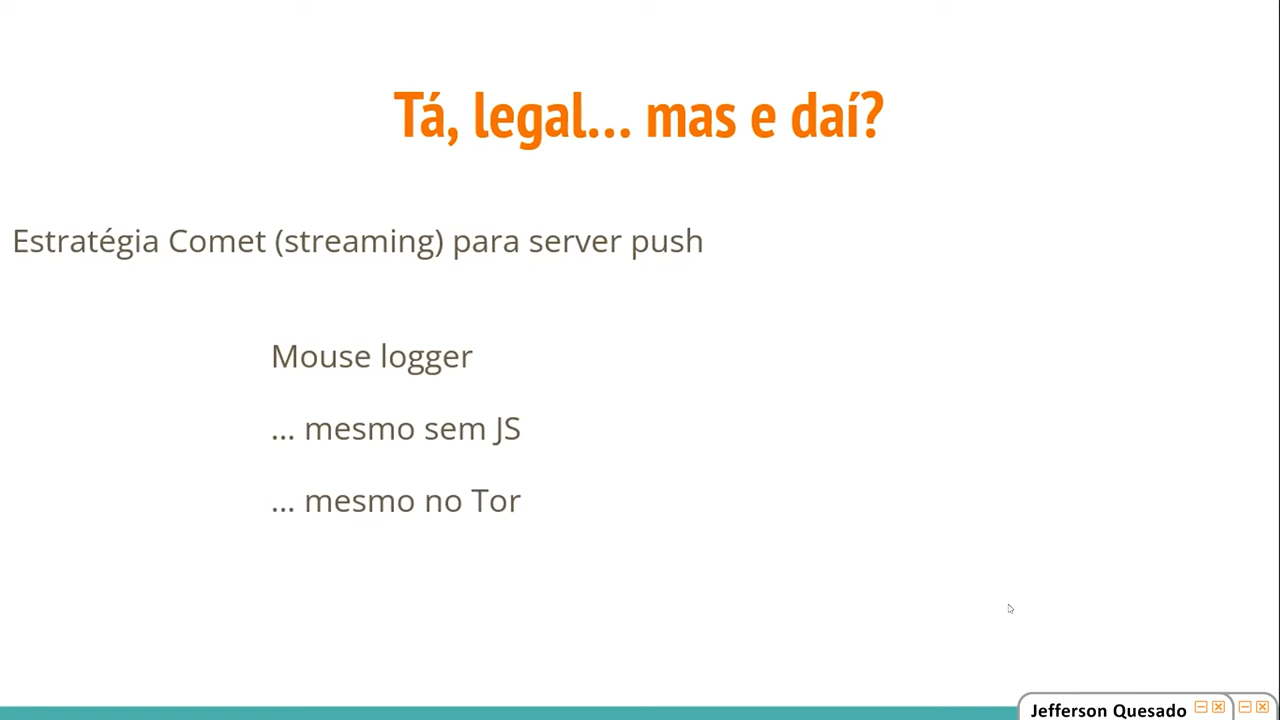 Tá, legal... mas e daí?
Estratégia Comet (streaming) para server push
Mouse logger
... mesmo sem JS
... mesmo no Tor
Jefferson Quesado